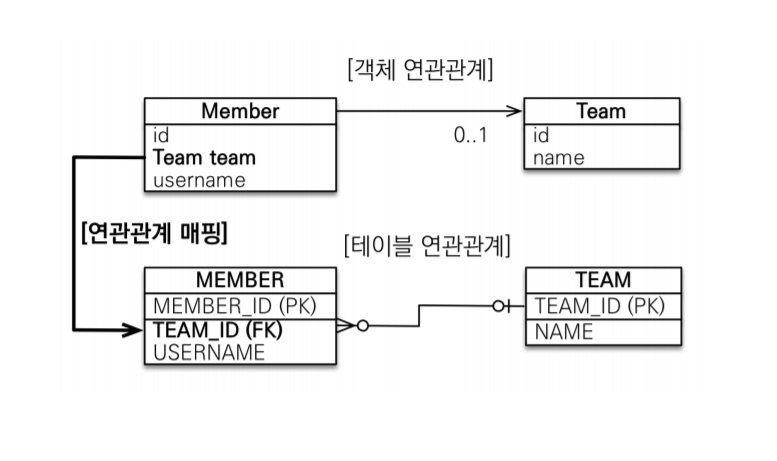 [객체 연관관계]
Member
id
Team team
username
0..1
Team
id
name
[연관관계 매핑]
[테이블 연관관계]
MEMBER
MEMBER_ID (PK)
TEAM_ID (FK)
USERNAME
TEAM
TEAM_ID (PK)
NAME